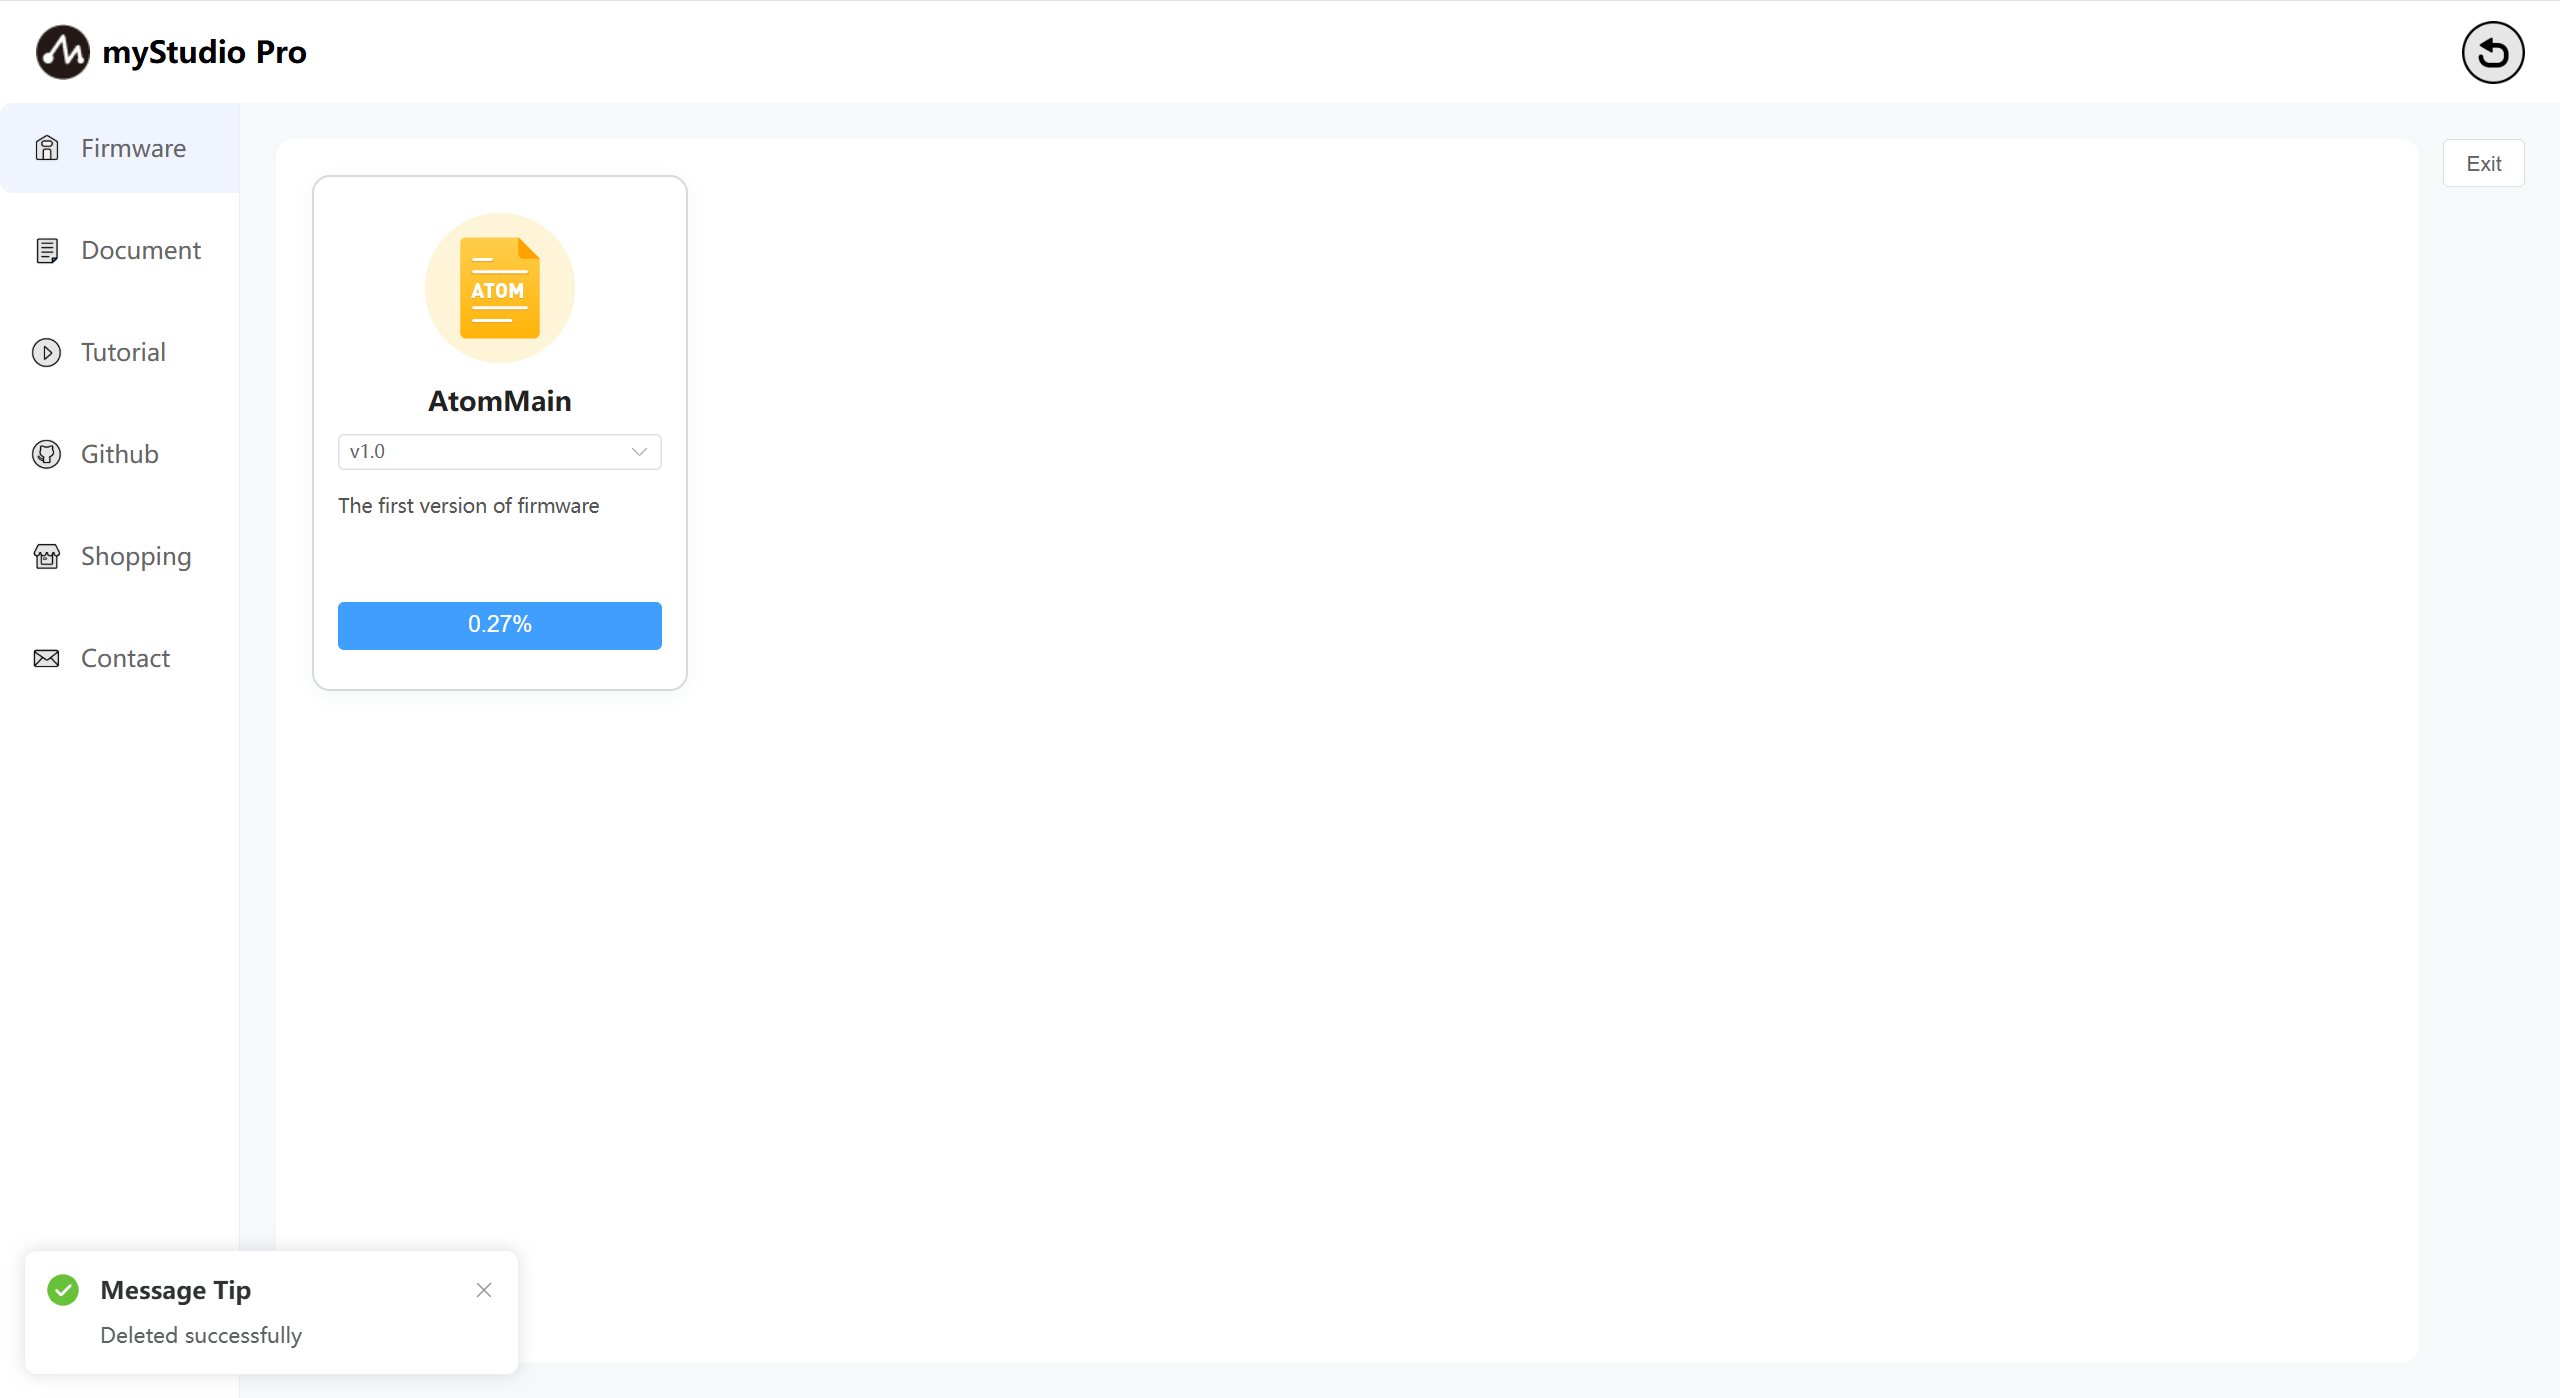 myStudio Pro
Firmware
Document
Tutorial
Github
Shopping
Contact
Exit
ATOM
AtomMain
v1.0
The first version of firmware
0.27%
Message Tip
Deleted successfully